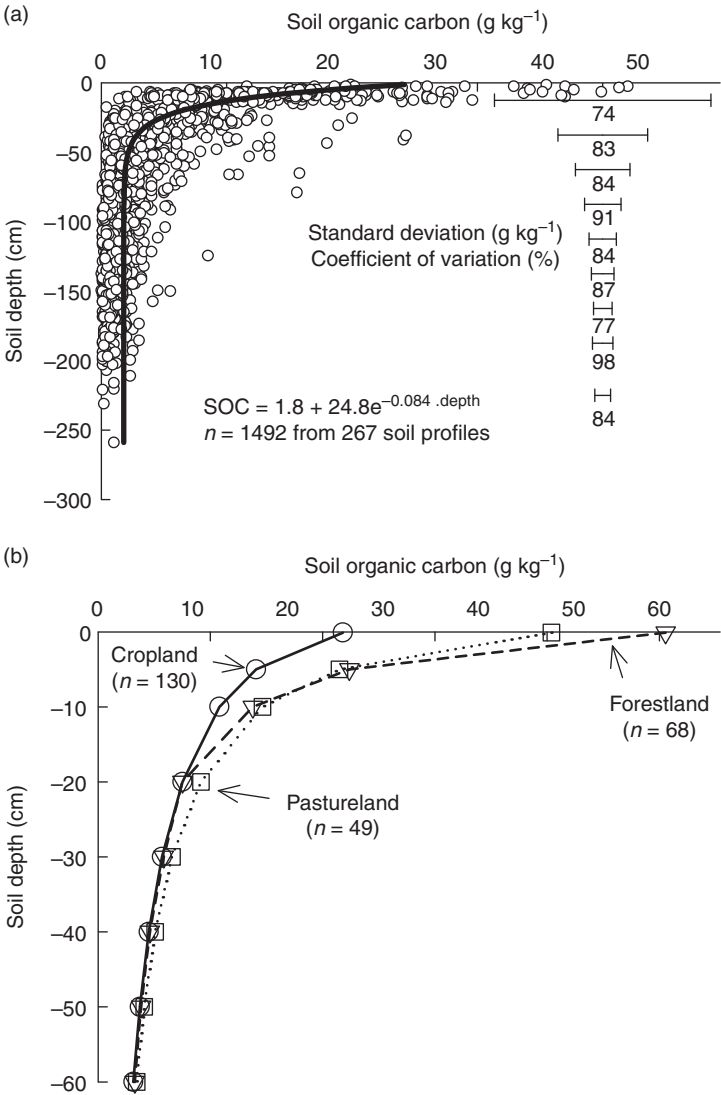 (a)
Soil organic carbon (g kg⁻¹)
0 10 20 30 40 50
0
–50
–100
–150
–200
–250
–300
Soil depth (cm)
74
83
84
91
84
87
77
98
84
Standard deviation (g kg⁻¹)
Coefficient of variation (%)
SOC = 1.8 + 24.8e^–0.084 .depth
n = 1492 from 267 soil profiles
(b)
Soil organic carbon (g kg⁻¹)
0 10 20 30 40 50 60
0
–10
–20
–30
–40
–50
–60
Soil depth (cm)
Cropland
(n = 130)
Forestland
(n = 68)
Pastureland
(n = 49)